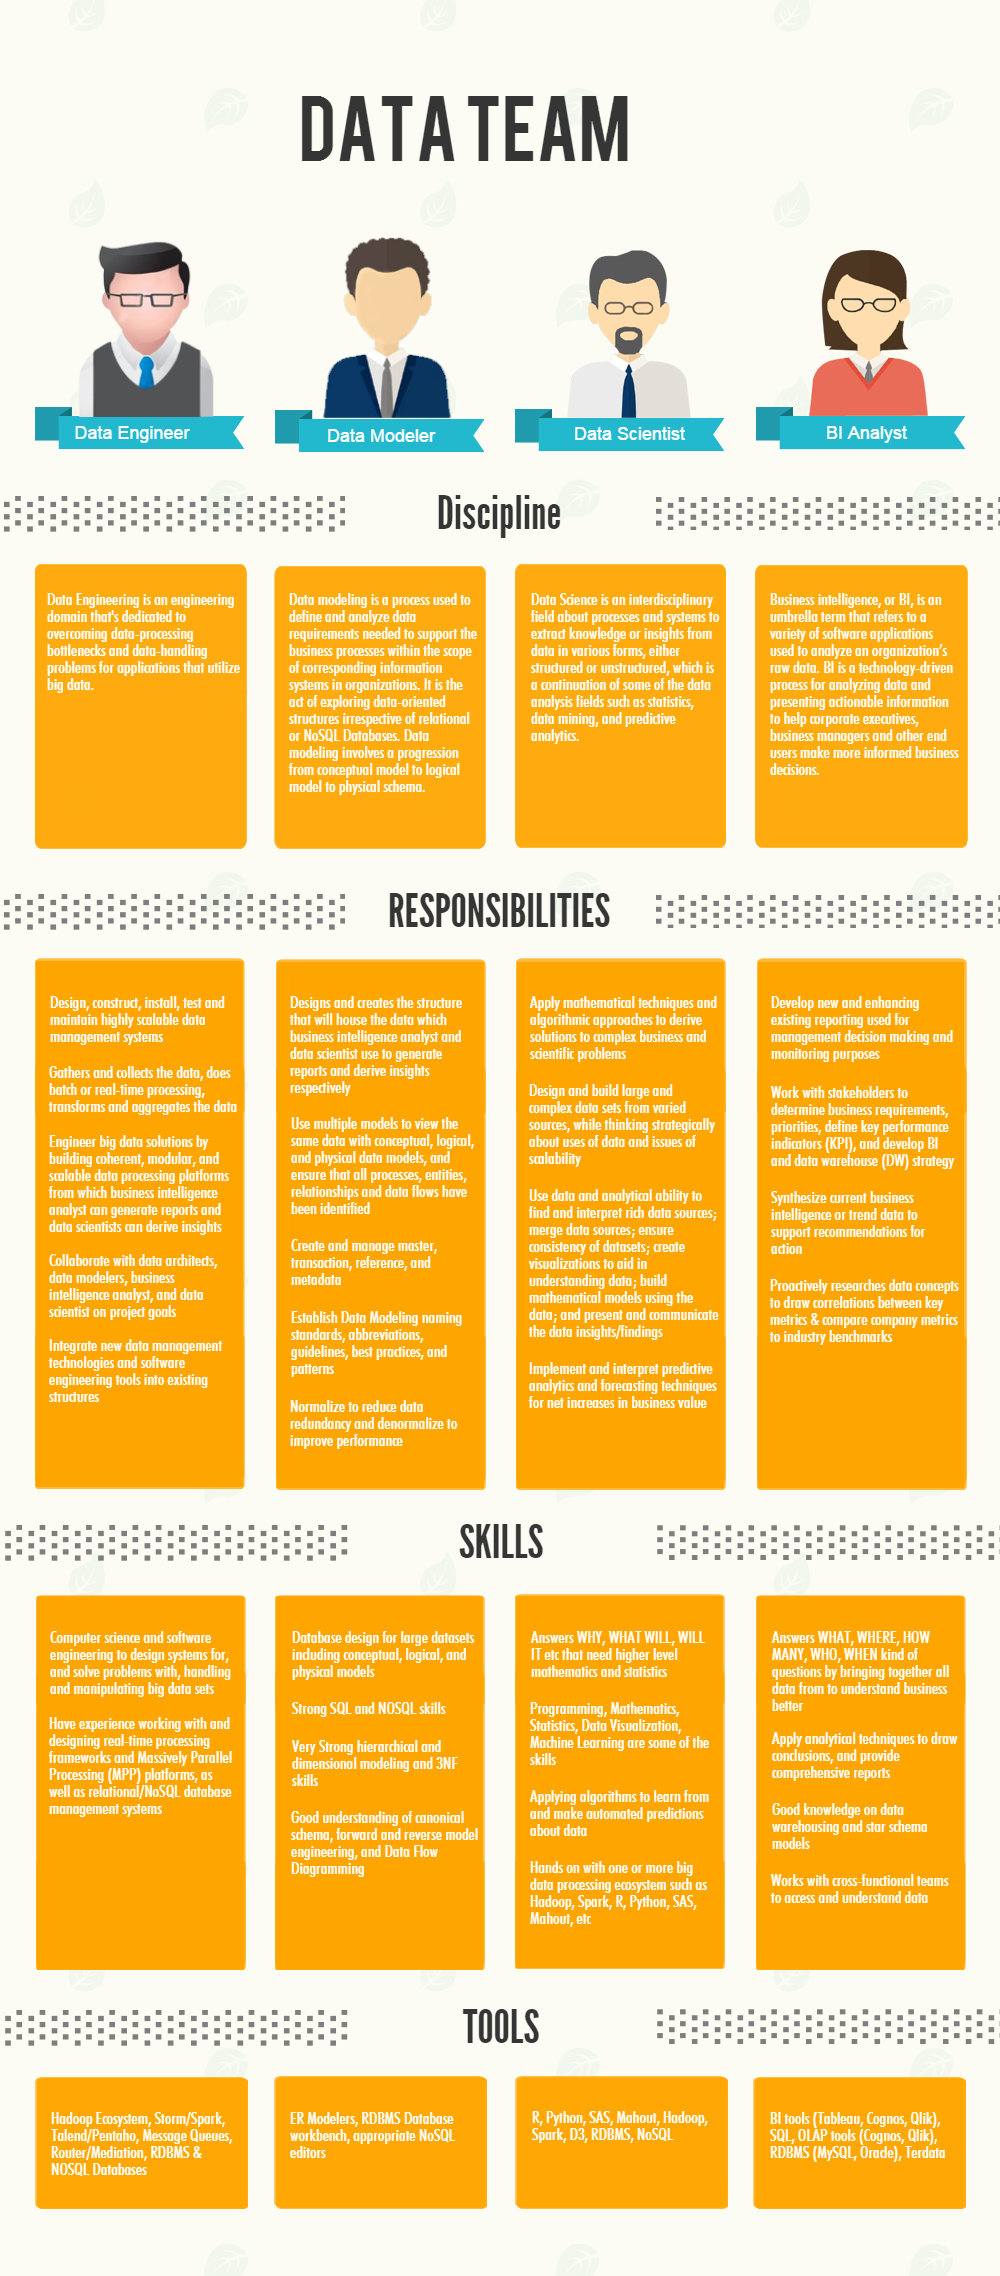 DATA TEAM
Data Engineer
Data Modeler
Data Scientist
BI Analyst
Discipline
Data Engineering is an engineering
domain that's dedicated to
overcoming data-processing
bottlenecks and data-handling
problems for applications that utilize
big data.
Data modeling is a process used to
define and analyze data
requirements needed to support the
business processes within the scope
of corresponding information
systems in organizations. It is the
act of exploring data-oriented
structures irrespective of relational
or NoSQL Databases. Data
modeling involves a progression
from conceptual model to logical
model to physical schema.
Data Science is an interdisciplinary
field about processes and systems to
extract knowledge or insights from
data in various forms, either
structured or unstructured, which is
a continuation of some of the data
analysis fields such as statistics,
data mining, and predictive
analytics.
Business intelligence, or BI, is an
umbrella term that refers to a
variety of software applications
used to analyze an organization's
raw data. BI is a technology-driven
process for analyzing data and
presenting actionable information
to help corporate executives,
business managers and other end
users make more informed business
decisions.
RESPONSIBILITIES
Design, construct, install, test and
maintain highly scalable data
management systems
Gathers and collects the data, does
batch or real-time processing,
transforms and aggregates the data
Engineer big data solutions by
building coherent, modular, and
scalable data processing platforms
from which business intelligence
analyst can generate reports and
data scientists can derive insights
Collaborate with data architects,
data modelers, business
intelligence analyst, and data
scientist on project goals
Integrate new data management
technologies and software
engineering tools into existing
structures
Designs and creates the structure
that will house the data which
business intelligence analyst and
data scientist use to generate
reports and derive insights
respectively
Use multiple models to view the
same data with conceptual, logical,
and physical data models, and
ensure that all processes, entities,
relationships and data flows have
been identified
Create and manage master,
transaction, reference, and
metadata
Establish Data Modeling naming
standards, abbreviations,
guidelines, best practices, and
patterns
Normalize to reduce data
redundancy and denormalize to
improve performance
Apply mathematical techniques and
algorithmic approaches to derive
solutions to complex business and
scientific problems
Design and build large and
complex data sets from varied
sources, while thinking strategically
about uses of data and issues of
scalability
Use data and analytical ability to
find and interpret rich data sources;
merge data sources; ensure
consistency of datasets; create
visualizations to aid in
understanding data; build
mathematical models using the
data; and present and communicate
the data insights/findings
Implement and interpret predictive
analytics and forecasting techniques
for net increases in business value
Develop new and enhancing
existing reporting used for
management decision making and
monitoring purposes
Work with stakeholders to
determine business requirements,
priorities, define key performance
indicators (KPI), and develop BI
and data warehouse (DW) strategy
Synthesize current business
intelligence or trend data to
support recommendations for
action
Proactively researches data concepts
to draw correlations between key
metrics & compare company metrics
to industry benchmarks
SKILLS
Computer science and software
engineering to design systems for,
and solve problems with, handling
and manipulating big data sets
Have experience working with and
designing real-time processing
frameworks and Massively Parallel
Processing (MPP) platforms, as
well as relational/NoSQL database
management systems
Database design for large datasets
including conceptual, logical, and
physical models
Strong SQL and NOSQL skills
Very Strong hierarchical and
dimensional modeling and 3NF
skills
Good understanding of canonical
schema, forward and reverse model
engineering, and Data Flow
Diagramming
Answers WHY, WHAT WILL, WILL
IT etc that need higher level
mathematics and statistics
Programming, Mathematics,
Statistics, Data Visualization,
Machine Learning are some of the
skills
Applying algorithms to learn from
and make automated predictions
about data
Hands on with one or more big
data processing ecosystem such as
Hadoop, Spark, R, Python, SAS,
Mahout, etc
Answers WHAT, WHERE, HOW
MANY, WHO, WHEN kind of
questions by bringing together all
data from to understand business
better
Apply analytical techniques to draw
conclusions, and provide
comprehensive reports
Good knowledge on data
warehousing and star schema
models
Works with cross-functional teams
to access and understand data
TOOLS
Hadoop Ecosystem, Storm/Spark,
Talend/Pentaho, Message Queues,
Router/Mediation, RDBMS &
NOSQL Databases
ER Modelers, RDBMS Database
workbench, appropriate NoSQL
editors
R, Python, SAS, Mahout, Hadoop,
Spark, D3, RDBMS, NoSQL
BI tools (Tableau, Cognos, Qlik),
SQL, OLAP tools (Cognos, Qlik),
RDBMS (MySQL, Oracle), Terdata